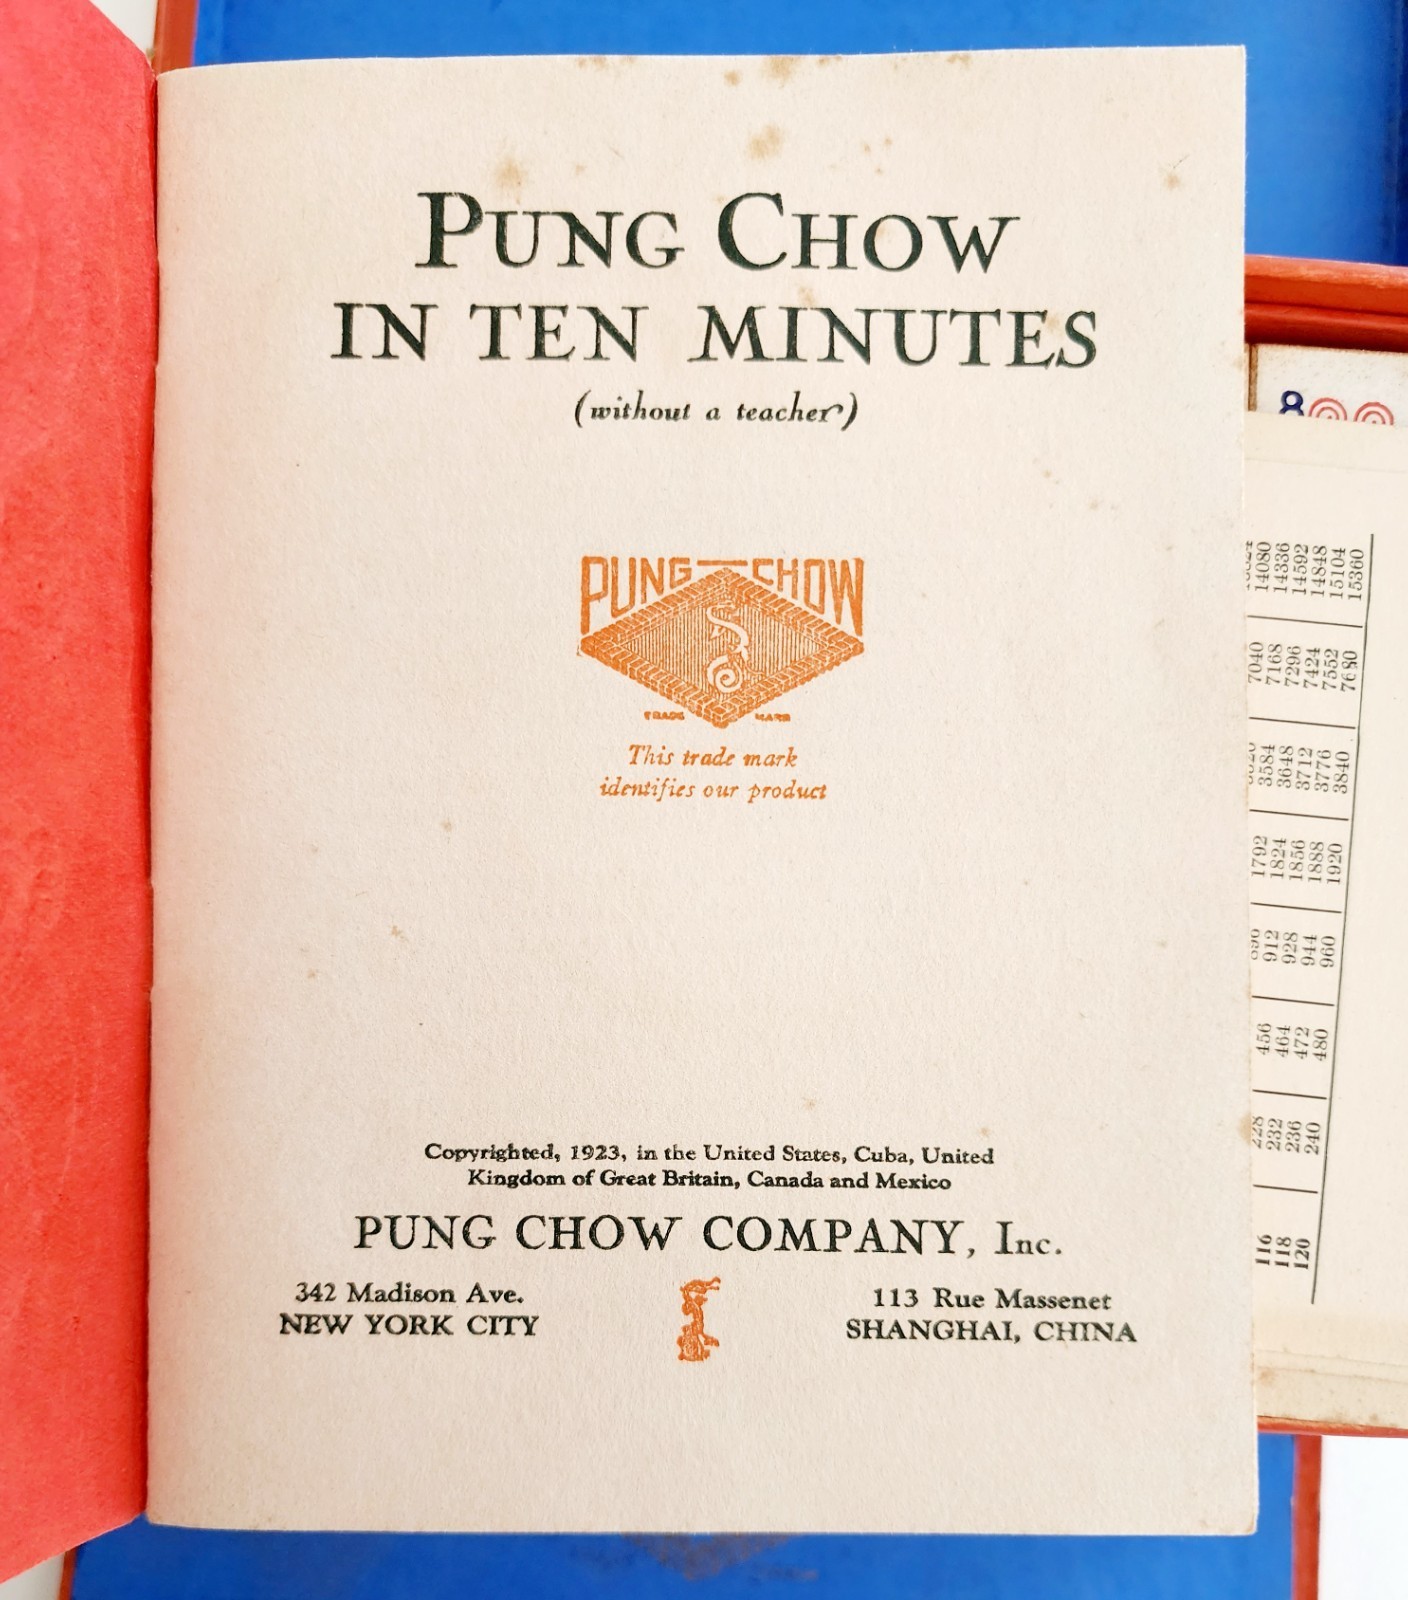 PUNG CHOW
IN TEN MINUTES
(without a teacher)
PUNG CHOW
TRADE MARK
This trade mark
identifies our product
Copyrighted, 1923, in the United States, Cuba, United
Kingdom of Great Britain, Canada and Mexico
PUNG CHOW COMPANY, Inc.
342 Madison Ave.
NEW YORK CITY
113 Rue Massenet
SHANGHAI, CHINA
8
228 1792
116 232 456 912 3584 7040 14080
118 236 464 928 1824 3648 7168 14336
120 240 472 944 1856 3712 7296 14592
480 960 1888 3776 7424 14848
1920 3840 7552 15104
7680 15360